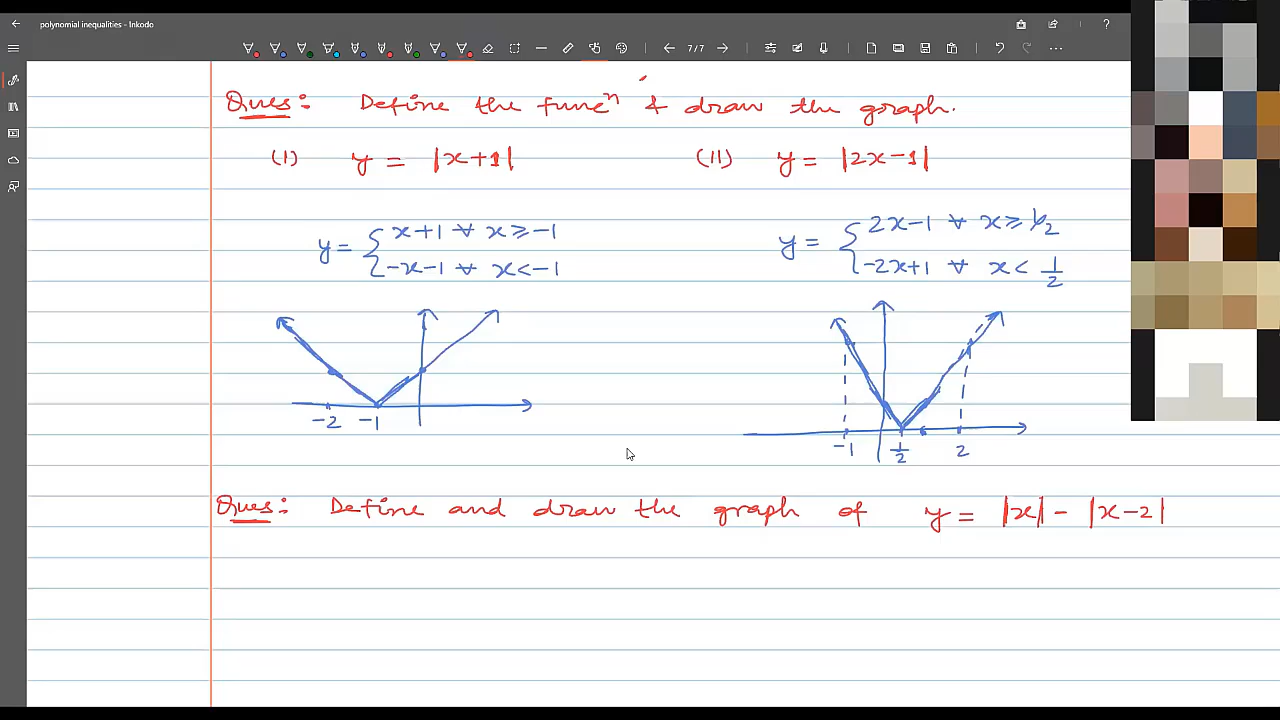 polynomial inequalities - Inkodo
7/7
?
Ques: Define the funcⁿ & draw the graph.
(I) y = |x+1| (II) y = |2x-1|
y = { x+1 ∀ x ≥ -1
-x-1 ∀ x < -1
y = { 2x-1 ∀ x ≥ 1/2
-2x+1 ∀ x < 1/2
-2 -1
-1 1/2 2
Ques: Define and draw the graph of y = |x| - |x-2|